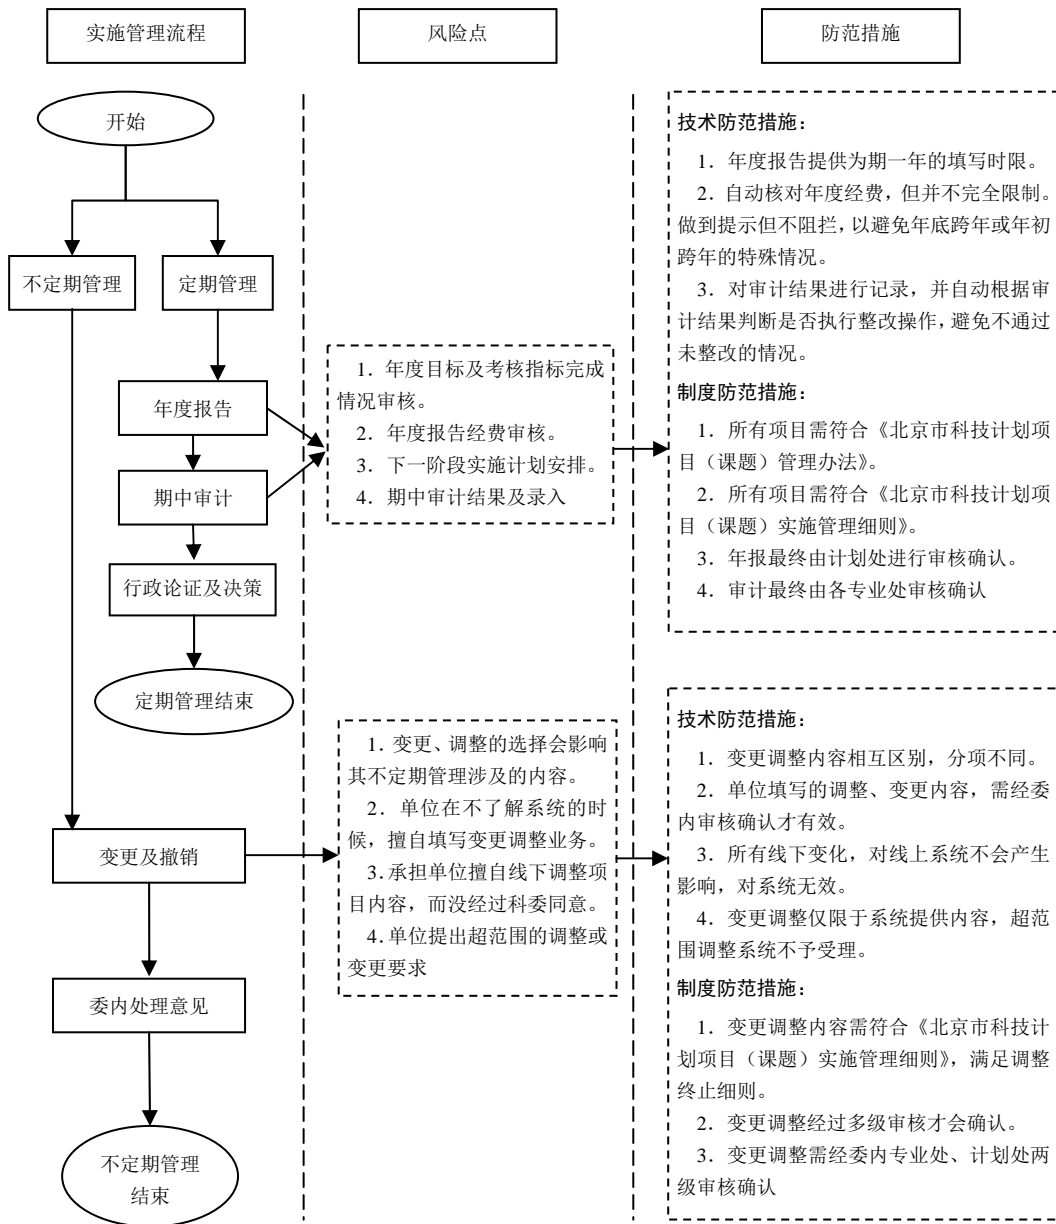 实施管理流程
风险点
防范措施
开始
不定期管理
定期管理
年度报告
期中审计
行政论证及决策
定期管理结束
变更及撤销
委内处理意见
不定期管理
结束
1．年度目标及考核指标完成
情况审核。
2．年度报告经费审核。
3．下一阶段实施计划安排。
4．期中审计结果及录入
1．变更、调整的选择会影响
其不定期管理涉及的内容。
2．单位在不了解系统的时
候，擅自填写变更调整业务。
3．承担单位擅自线下调整项
目内容，而没经过科委同意。
4．单位提出超范围的调整或
变更要求
技术防范措施：
1．年度报告提供为期一年的填写时限。
2．自动核对年度经费，但并不完全限制。
做到提示但不阻拦，以避免年底跨年或年初
跨年的特殊情况。
3．对审计结果进行记录，并自动根据审
计结果判断是否执行整改操作，避免不通过
未整改的情况。
制度防范措施：
1．所有项目需符合《北京市科技计划项
目（课题）管理办法》。
2．所有项目需符合《北京市科技计划项
目（课题）实施管理细则》。
3．年报最终由计划处进行审核确认。
4．审计最终由各专业处审核确认
技术防范措施：
1．变更调整内容相互区别，分项不同。
2．单位填写的调整、变更内容，需经委
内审核确认才有效。
3．所有线下变化，对线上系统不会产生
影响，对系统无效。
4．变更调整仅限于系统提供内容，超范
围调整系统不予受理。
制度防范措施：
1．变更调整内容需符合《北京市科技计
划项目（课题）实施管理细则》，满足调整
终止细则。
2．变更调整经过多级审核才会确认。
3．变更调整需经委内专业处、计划处两
级审核确认